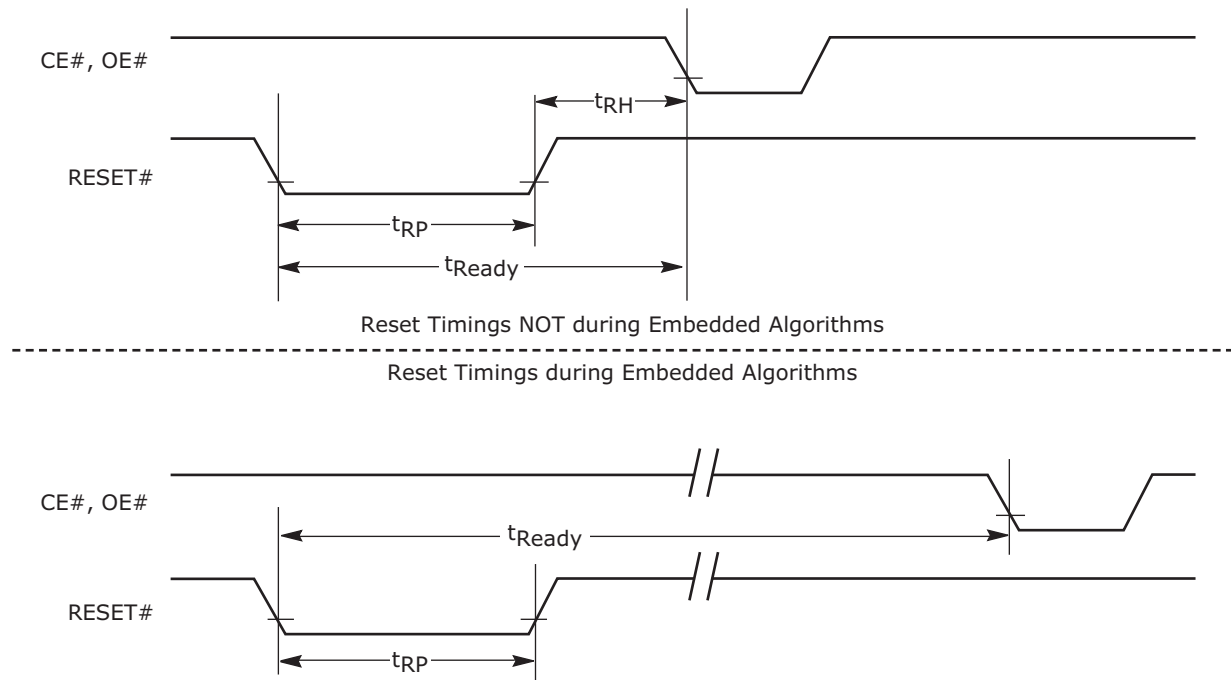 CE#, OE#
tRH
RESET#
tRP
tReady
Reset Timings NOT during Embedded Algorithms
Reset Timings during Embedded Algorithms
CE#, OE#
tReady
RESET#
tRP